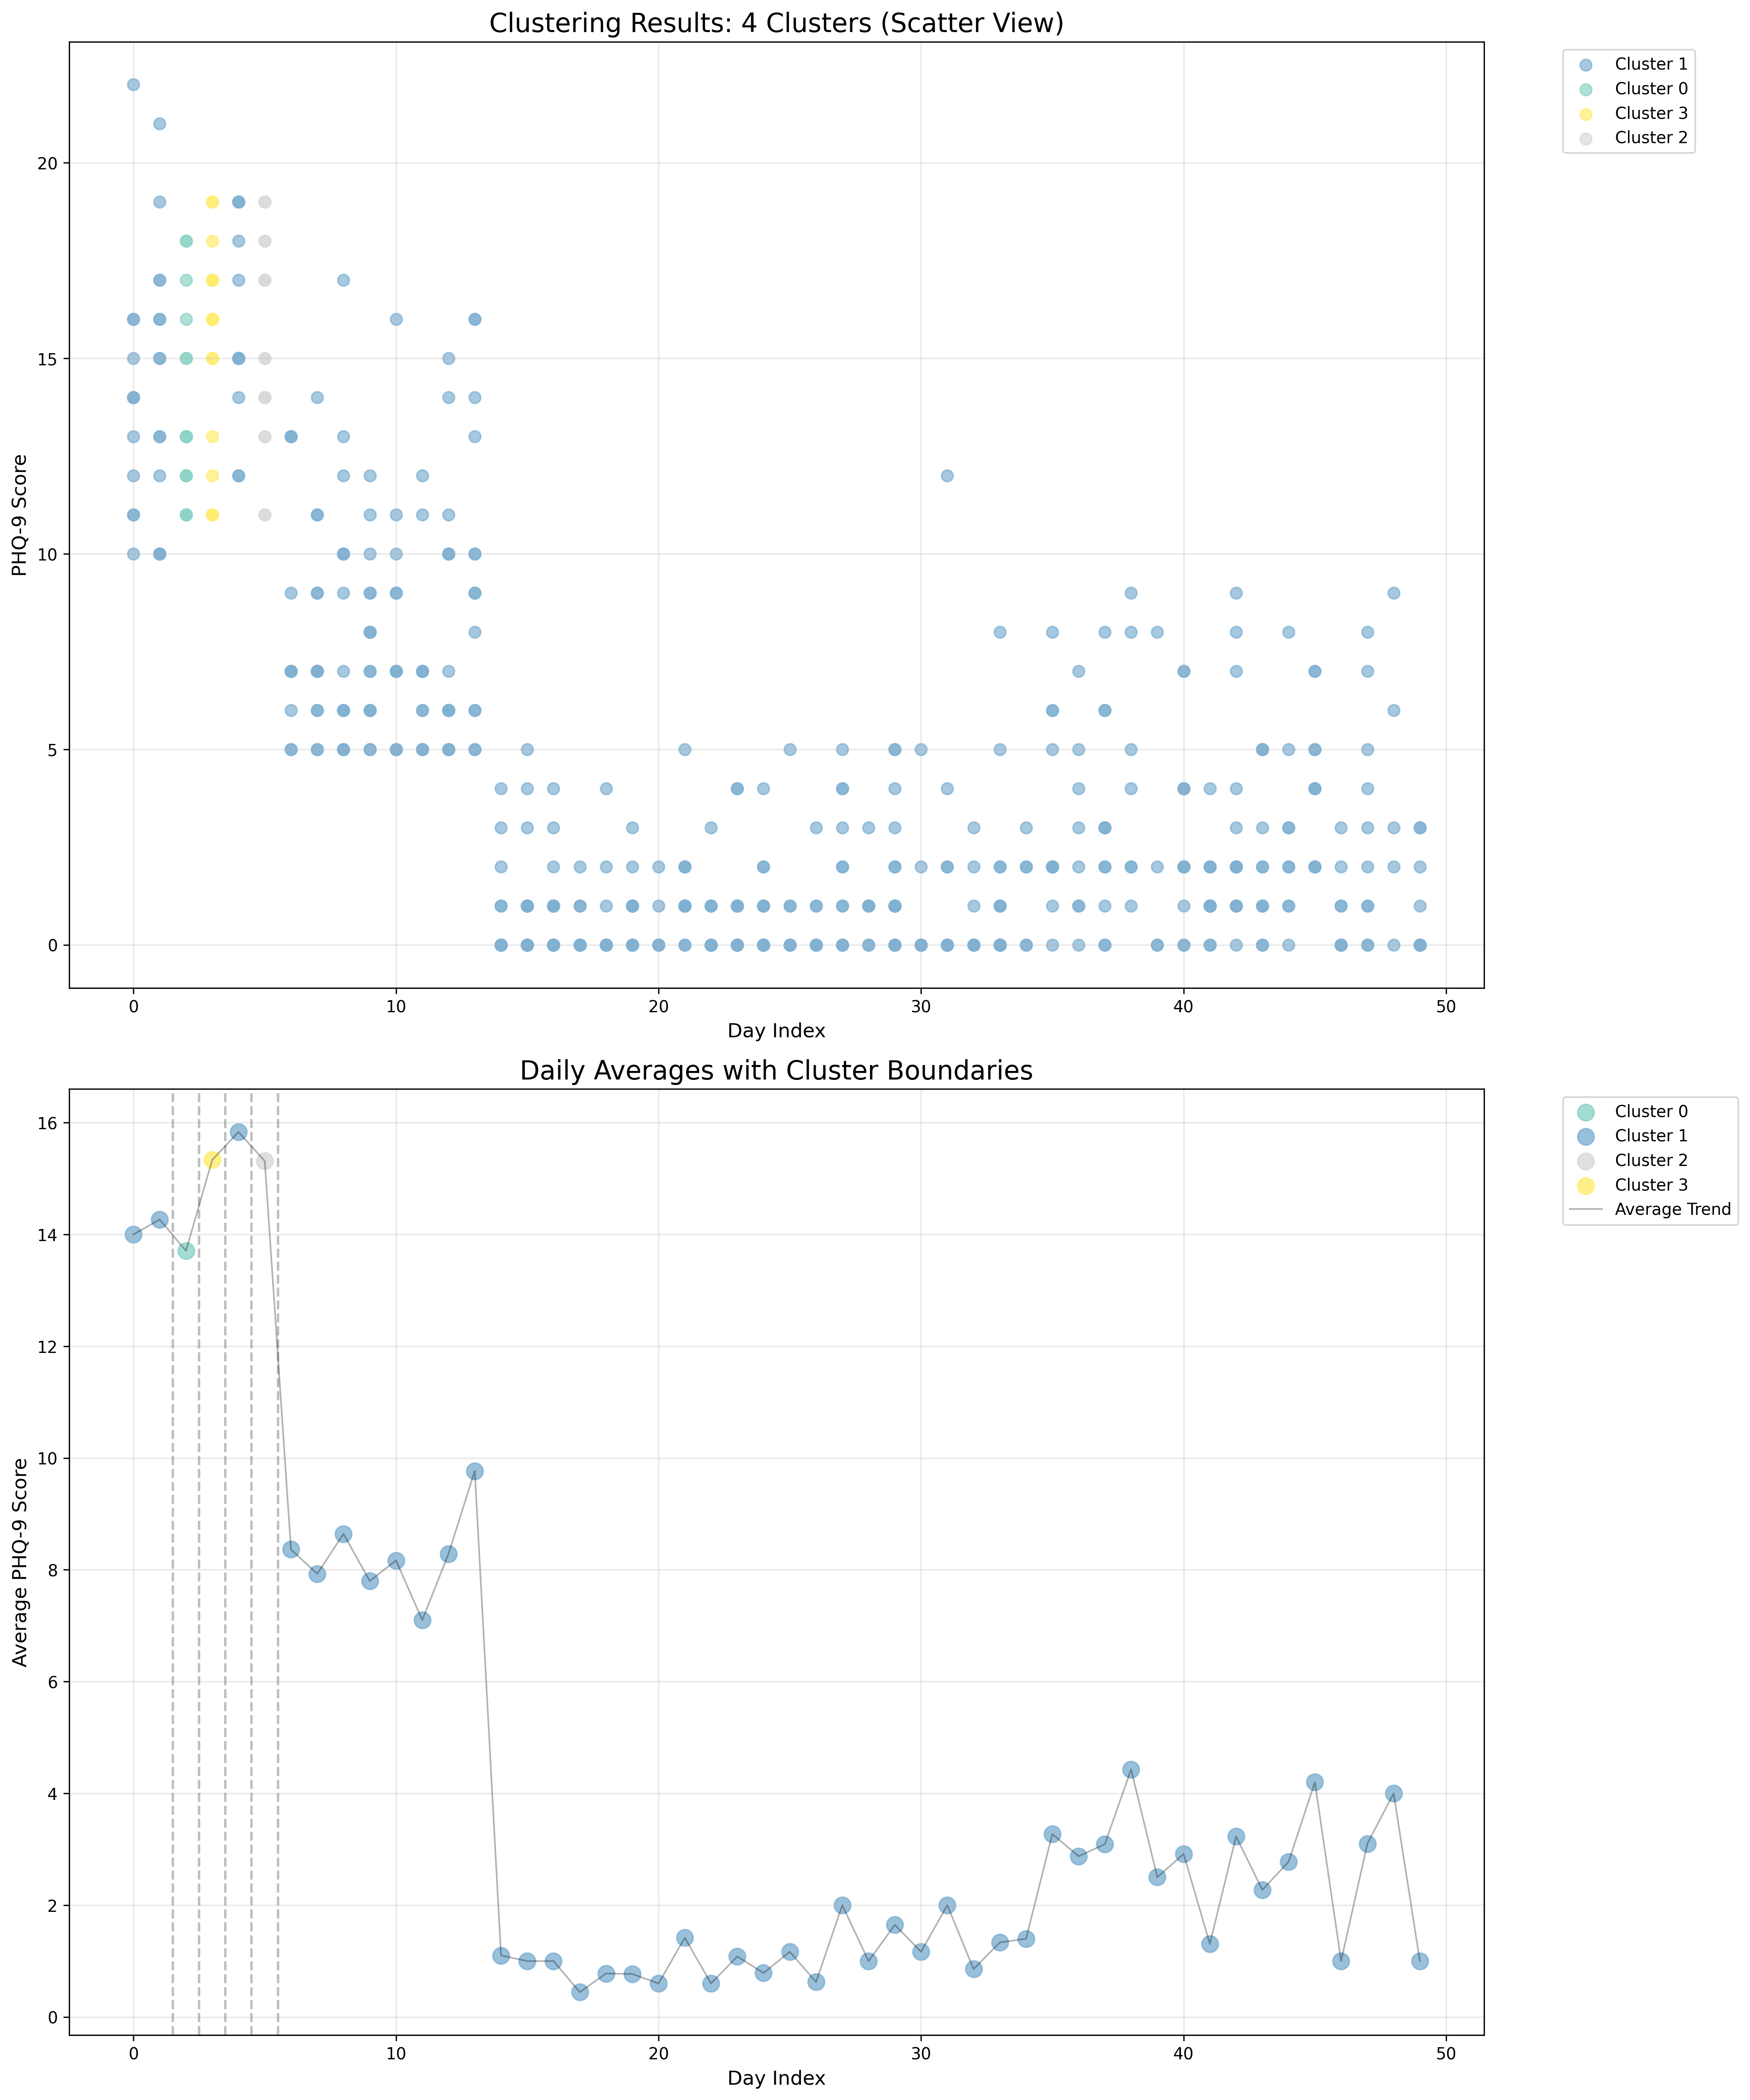 Clustering Results: 4 Clusters (Scatter View)
Cluster 1
Cluster 0
Cluster 3
Cluster 2
PHQ-9 Score
20
15
10
5
0
0 10 20 30 40 50
Day Index
Daily Averages with Cluster Boundaries
Cluster 0
Cluster 1
Cluster 2
Cluster 3
Average Trend
Average PHQ-9 Score
16
14
12
10
8
6
4
2
0
0 10 20 30 40 50
Day Index